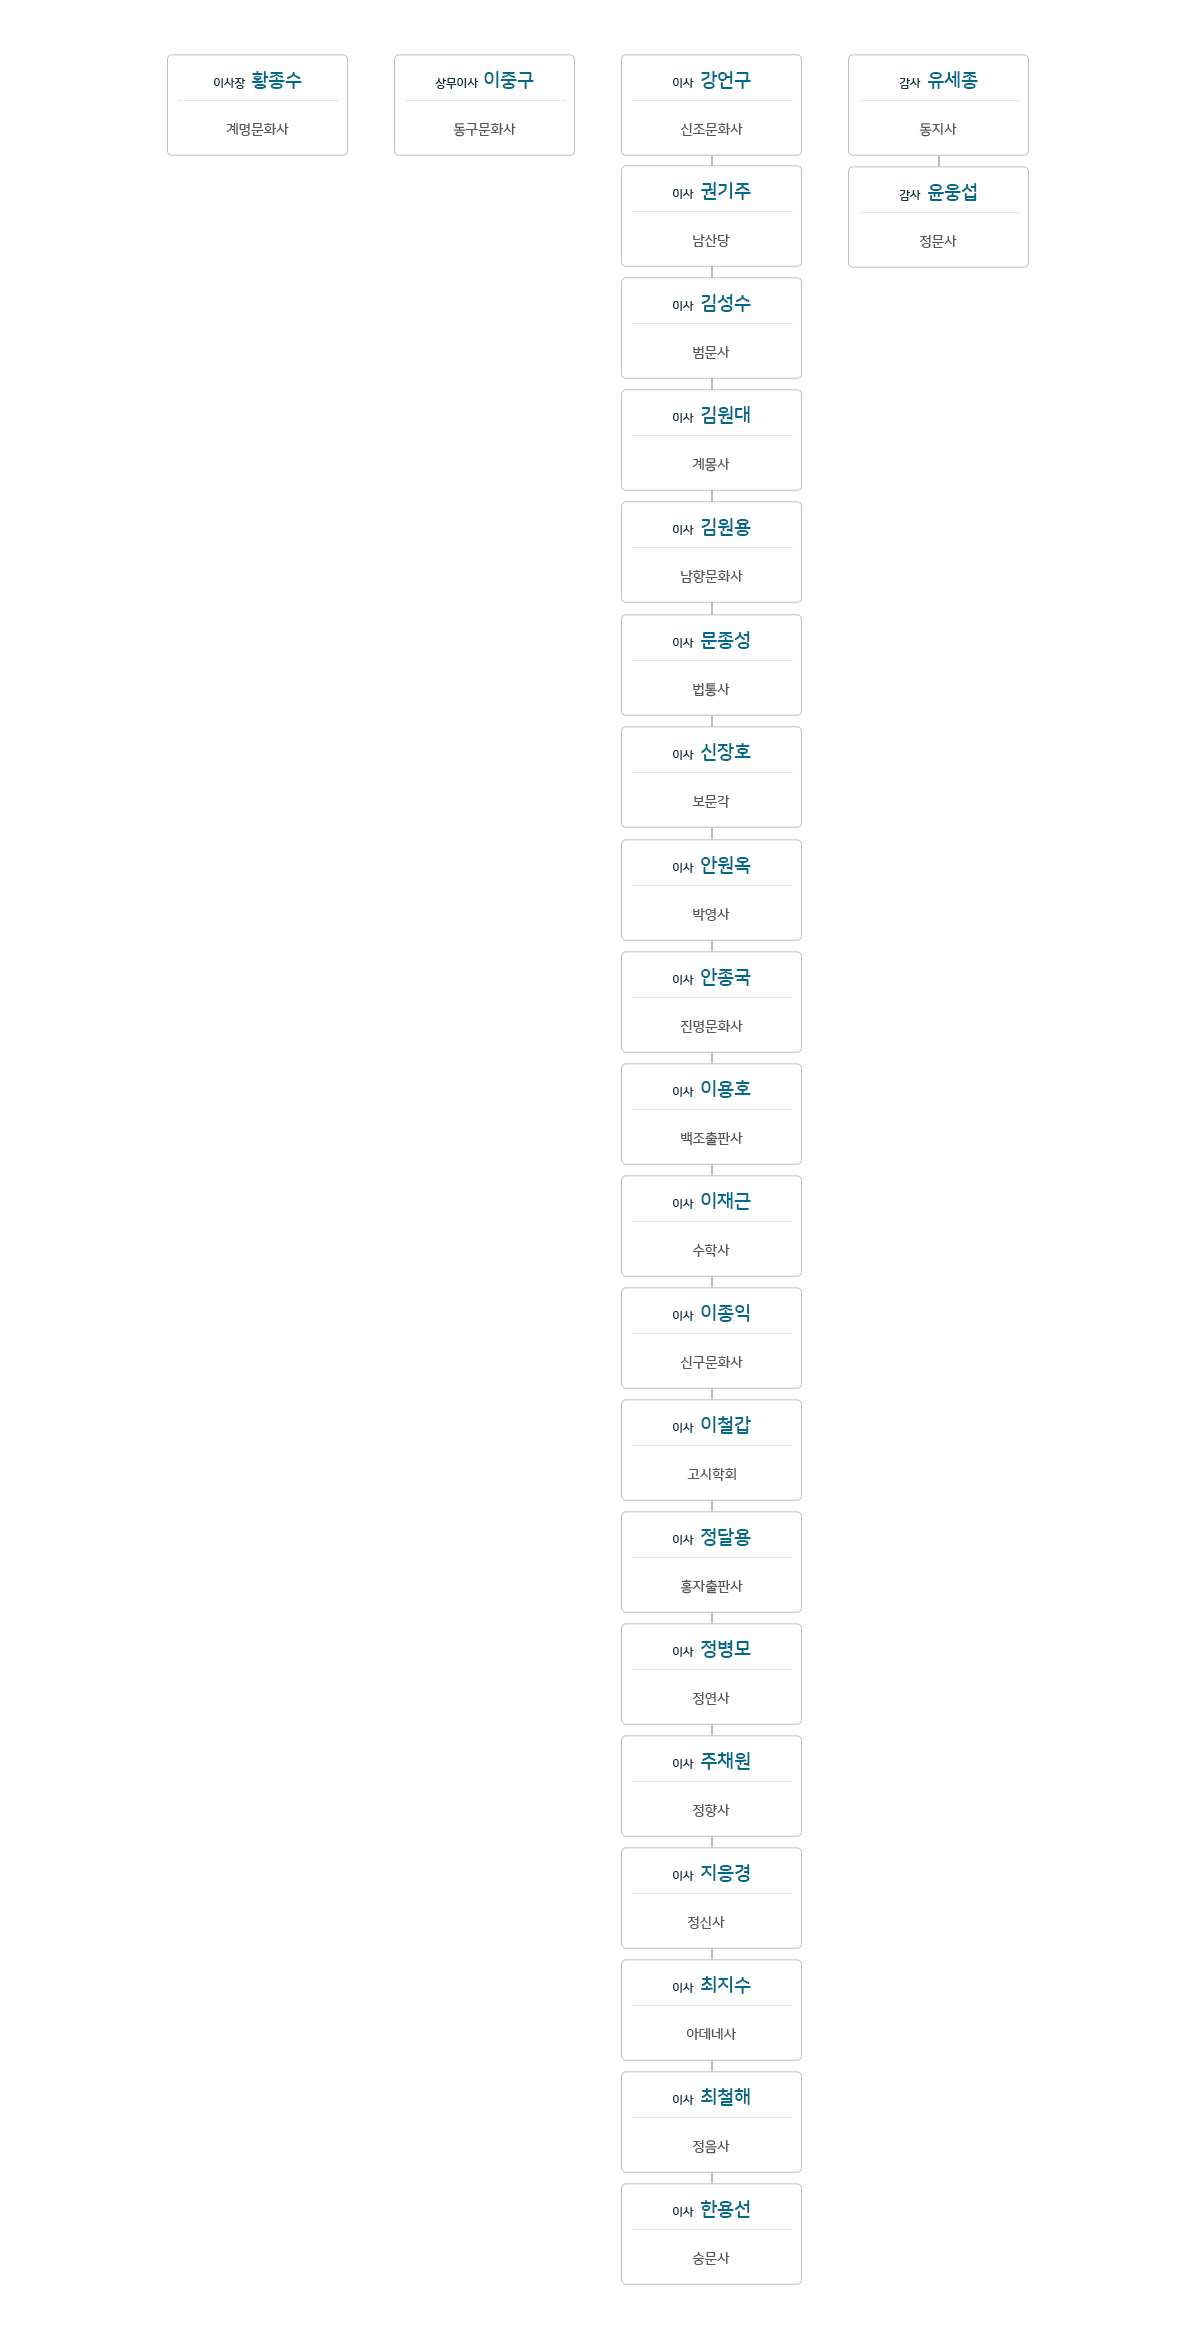 이사장 황종수
계명문화사
상무이사 이중구
동구문화사
이사 강언구
신조문화사
이사 권기주
남산당
이사 김성수
범문사
이사 김원대
계몽사
이사 김원용
남향문화사
이사 문종성
법통사
이사 신장호
보문각
이사 안원옥
박영사
이사 안종국
진명문화사
이사 이용호
백조출판사
이사 이재근
수학사
이사 이종익
신구문화사
이사 이철갑
고시학회
이사 정달용
홍자출판사
이사 정병모
정연사
이사 주채원
정향사
이사 지응경
정신사
이사 최지수
아데네사
이사 최철해
정음사
이사 한용선
숭문사
감사 유세종
동지사
감사 윤웅섭
정문사